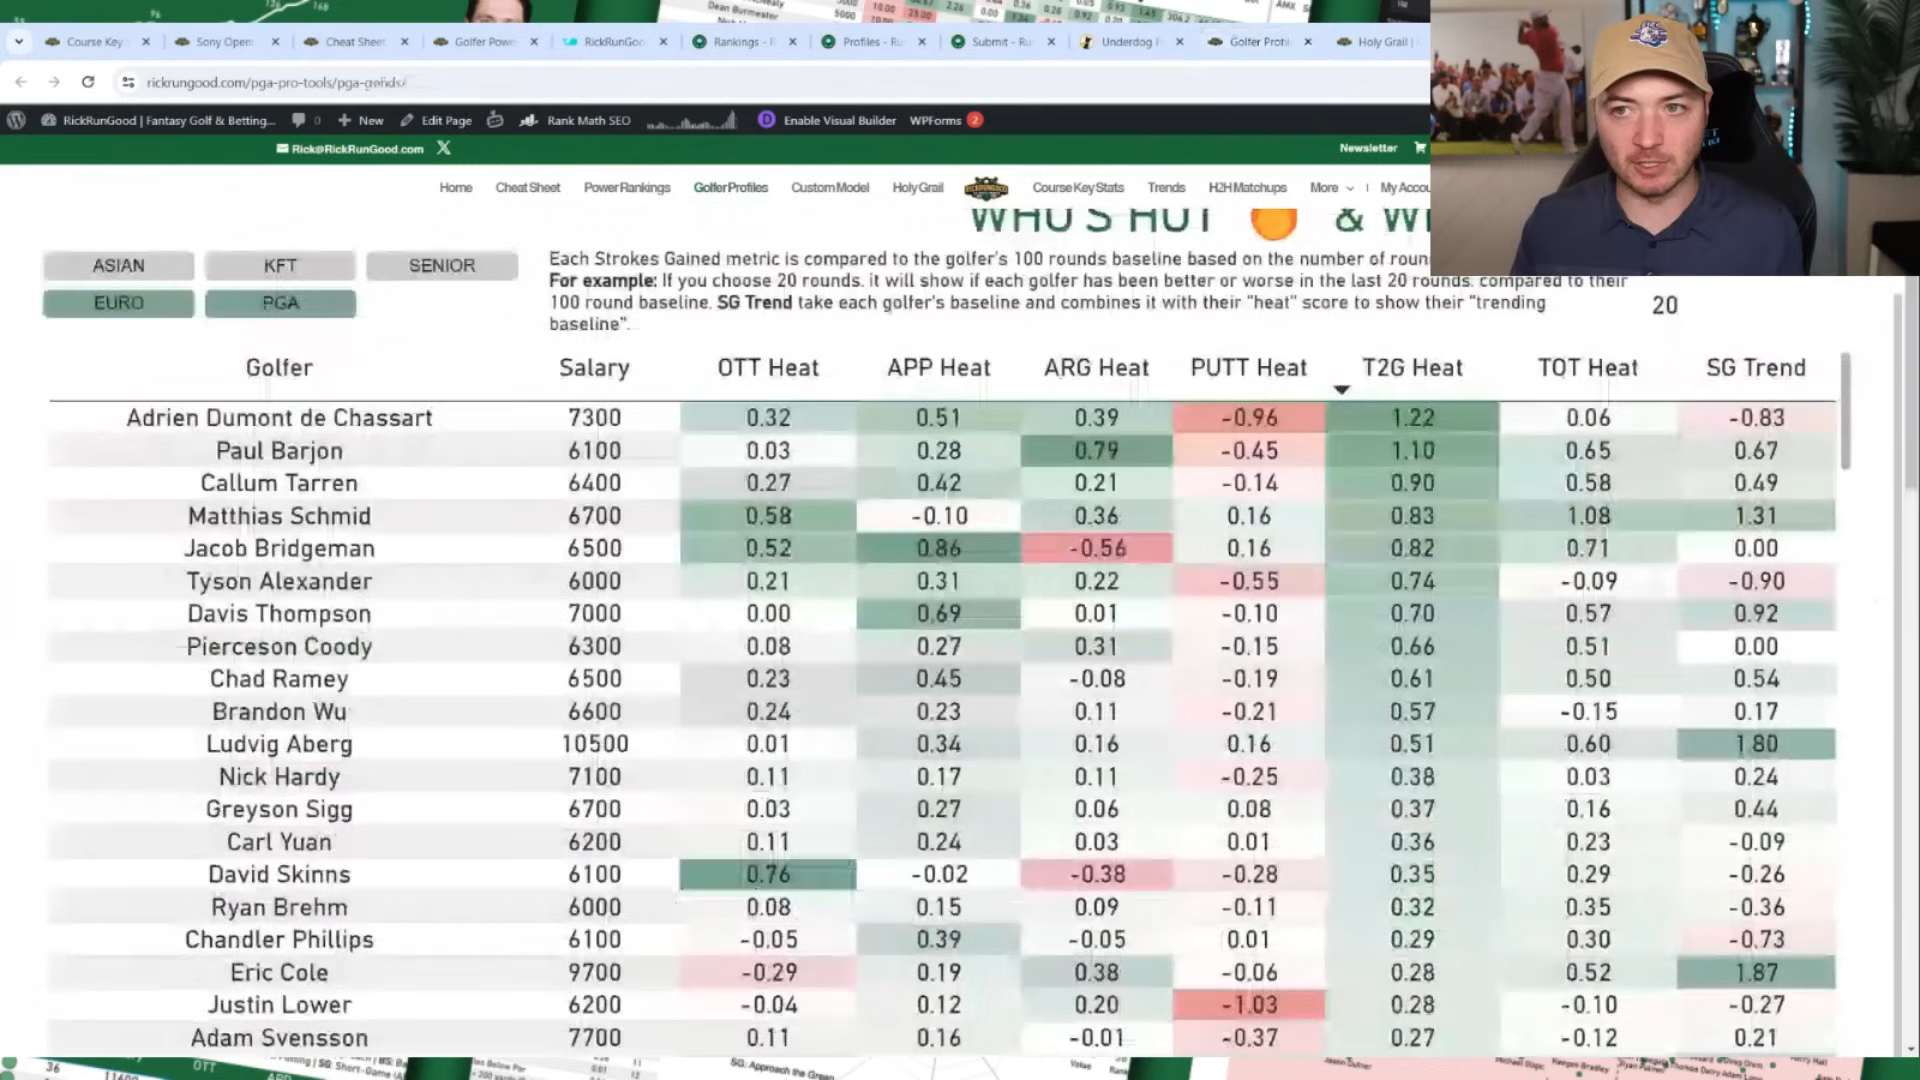 Dean Burmester 5000
168
Course Key Sony Open Cheat Sheet Golfer Pow RickRunGoo Rankings - R Profiles - Ru Submit - Ru Underdog Golfer Profi Holy Grail
rickrungood.com/pga-pro-tools/pga-
RickRunGood | Fantasy Golf & Betting... 0 New Edit Page Rank Math SEO Enable Visual Builder WPForms 2
Rick@RickRunGood.com Newsletter
Home Cheat Sheet Power Rankings Golfer Profiles Custom Model Holy Grail Course Key Stats Trends H2H Matchups More My Accou
WHO'S HOT & W
ASIAN KFT SENIOR
EURO PGA
Each Strokes Gained metric is compared to the golfer's 100 rounds baseline based on the number of roun
For example: If you choose 20 rounds, it will show if each golfer has been better or worse in the last 20 rounds, compared to their
100 round baseline. SG Trend take each golfer's baseline and combines it with their "heat" score to show their "trending
baseline".
20
Golfer Salary OTT Heat APP Heat ARG Heat PUTT Heat T2G Heat TOT Heat SG Trend
Adrien Dumont de Chassart 7300 0.32 0.51 0.39 -0.96 1.22 0.06 -0.83
Paul Barjon 6100 0.03 0.28 0.79 -0.45 1.10 0.65 0.67
Callum Tarren 6400 0.27 0.42 0.21 -0.14 0.90 0.58 0.49
Matthias Schmid 6700 0.58 -0.10 0.36 0.16 0.83 1.08 1.31
Jacob Bridgeman 6500 0.52 0.86 -0.56 0.16 0.82 0.71 0.00
Tyson Alexander 6000 0.21 0.31 0.22 -0.55 0.74 -0.09 -0.90
Davis Thompson 7000 0.00 0.69 0.01 -0.10 0.70 0.57 0.92
Pierceson Coody 6300 0.08 0.27 0.31 -0.15 0.66 0.51 0.00
Chad Ramey 6500 0.23 0.45 -0.08 -0.19 0.61 0.50 0.54
Brandon Wu 6600 0.24 0.23 0.11 -0.21 0.57 -0.15 0.17
Ludvig Aberg 10500 0.01 0.34 0.16 0.16 0.51 0.60 1.80
Nick Hardy 7100 0.11 0.17 0.11 -0.25 0.38 0.03 0.24
Greyson Sigg 6700 0.03 0.27 0.06 0.08 0.37 0.16 0.44
Carl Yuan 6200 0.11 0.24 0.03 0.01 0.36 0.23 -0.09
David Skinns 6100 0.76 -0.02 -0.38 -0.28 0.35 0.29 -0.26
Ryan Brehm 6000 0.08 0.15 0.09 -0.11 0.32 0.35 -0.36
Chandler Phillips 6100 -0.05 0.39 -0.05 0.01 0.29 0.30 -0.73
Eric Cole 9700 -0.29 0.19 0.38 -0.06 0.28 0.52 1.87
Justin Lower 6200 -0.04 0.12 0.20 -1.03 0.28 -0.10 -0.27
Adam Svensson 7700 0.11 0.16 -0.01 -0.37 0.27 -0.12 0.21
36 OTT SG: Approach the Green Value